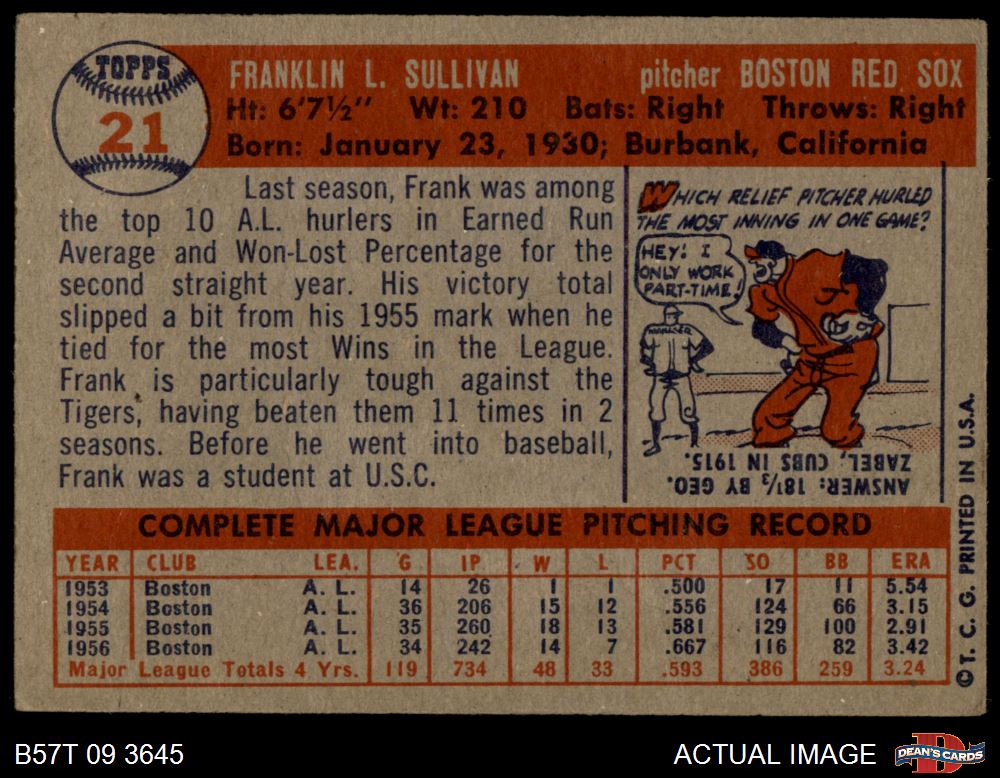 TOPPS
21
FRANKLIN L. SULLIVAN pitcher BOSTON RED SOX
Ht: 6'7½" Wt: 210 Bats: Right Throws: Right
Born: January 23, 1930; Burbank, California
Last season, Frank was among
the top 10 A.L. hurlers in Earned Run
Average and Won-Lost Percentage for the
second straight year. His victory total
slipped a bit from his 1955 mark when he
tied for the most Wins in the League.
Frank is particularly tough against the
Tigers, having beaten them 11 times in 2
seasons. Before he went into baseball,
Frank was a student at U.S.C.
WHICH RELIEF PITCHER HURLED
THE MOST INNING IN ONE GAME?
HEY! I
ONLY WORK
PART-TIME!
MANAGER
ANSWER: 18⅓ BY GEO.
ZABEL, CUBS IN 1915.
COMPLETE MAJOR LEAGUE PITCHING RECORD
YEAR CLUB LEA. G IP W L PCT SO BB ERA
1953 Boston A. L. 14 26 1 1 .500 17 11 5.54
1954 Boston A. L. 36 206 15 12 .556 124 66 3.15
1955 Boston A. L. 35 260 18 13 .581 129 100 2.91
1956 Boston A. L. 34 242 14 7 .667 116 82 3.42
Major League Totals 4 Yrs. 119 734 48 33 .593 386 259 3.24
©T. C. G. PRINTED IN U.S.A.
B57T 09 3645
ACTUAL IMAGE
DEAN'S CARDS